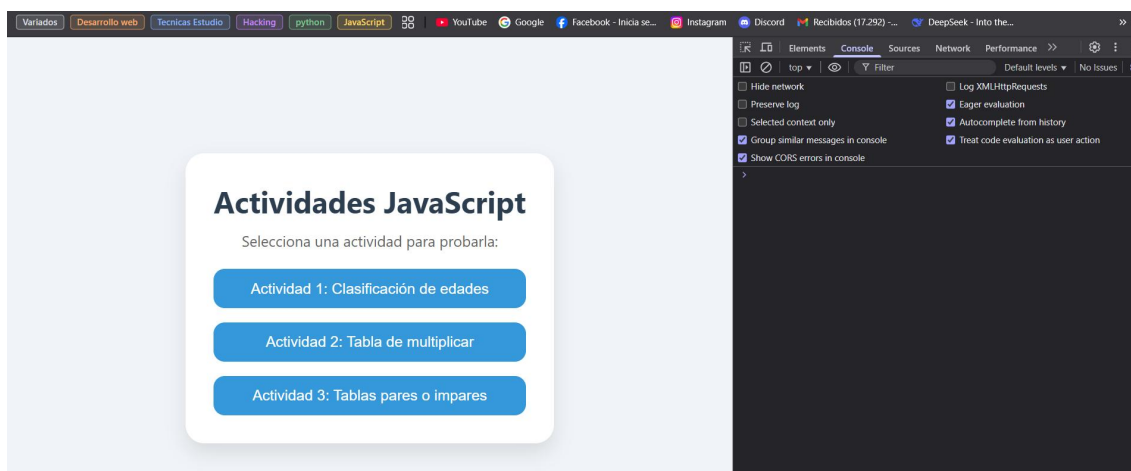 Variados Desarrollo web Tecnicas Estudio Hacking python JavaScript YouTube Google Facebook - Inicia se... Instagram Discord Recibidos (17.292) -... DeepSeek - Into the... »
Elements Console Sources Network Performance
top Filter Default levels No Issues
Hide network Log XMLHttpRequests
Preserve log Eager evaluation
Selected context only Autocomplete from history
Group similar messages in console Treat code evaluation as user action
Show CORS errors in console
>
Actividades JavaScript
Selecciona una actividad para probarla:
Actividad 1: Clasificación de edades
Actividad 2: Tabla de multiplicar
Actividad 3: Tablas pares o impares